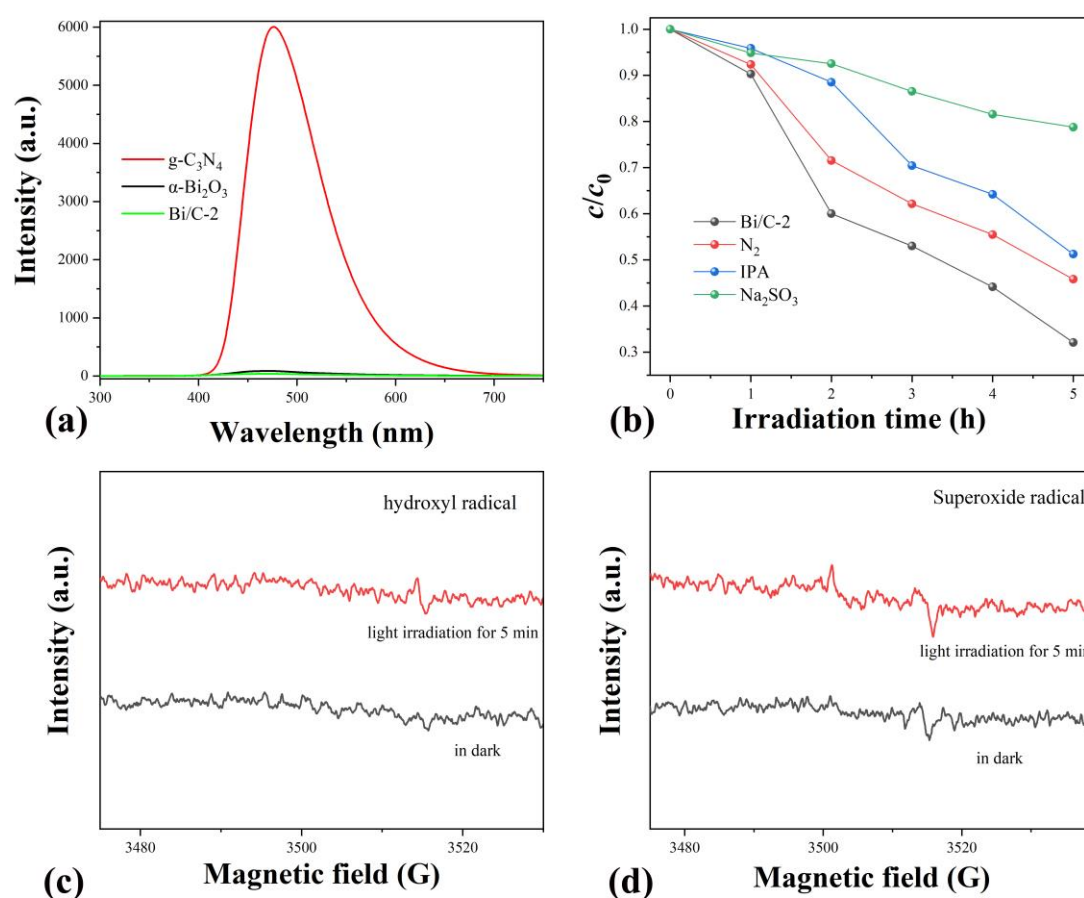 6000
5000
4000
3000
2000
1000
0
Intensity (a.u.)
g-C₃N₄
α-Bi₂O₃
Bi/C-2
300
400
500
600
700
Wavelength (nm)
(a)
1.0
0.9
0.8
0.7
0.6
0.5
0.4
0.3
c/c₀
Bi/C-2
N₂
IPA
Na₂SO₃
0
1
2
3
4
5
Irradiation time (h)
(b)
hydroxyl radical
Intensity (a.u.)
light irradiation for 5 min
in dark
3480
3500
3520
Magnetic field (G)
(c)
Superoxide radical
Intensity (a.u.)
light irradiation for 5 min
in dark
3480
3500
3520
Magnetic field (G)
(d)